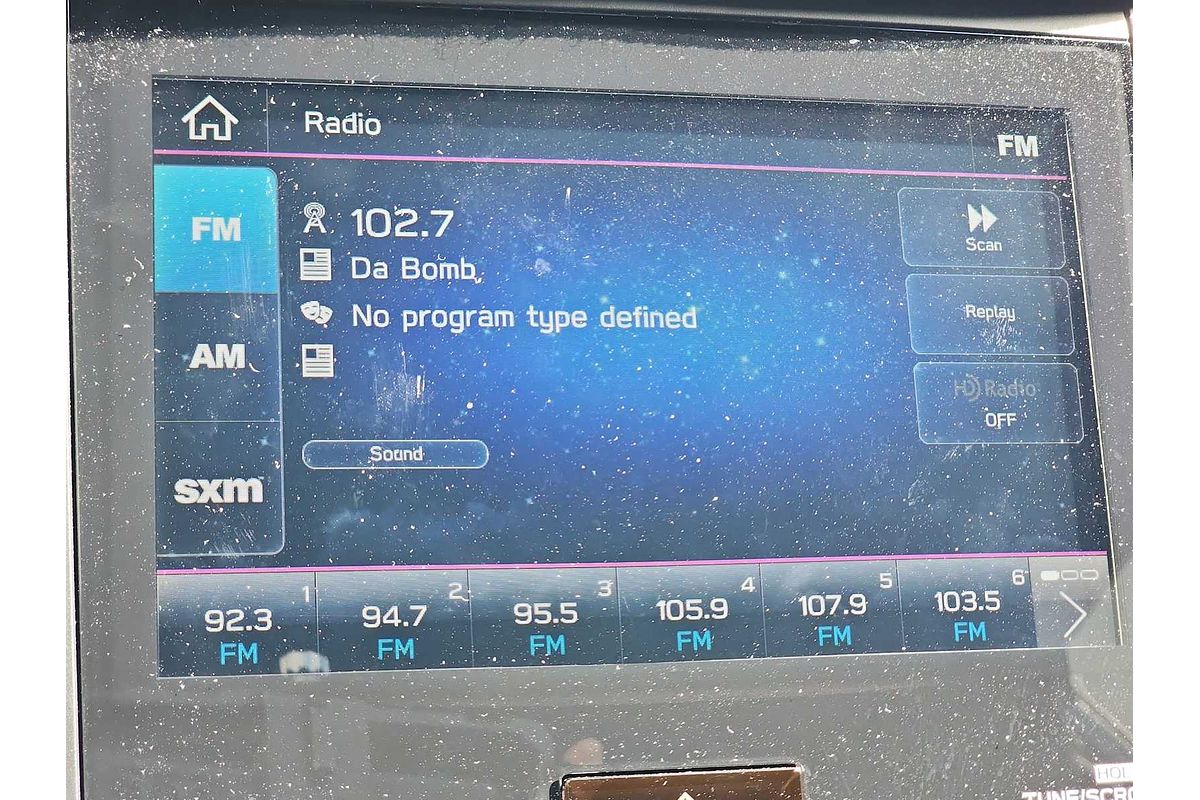 Radio
FM
FM
AM
sxm
102.7
Da Bomb
No program type defined
Sound
Scan
Replay
HD Radio
OFF
1
92.3
FM
2
94.7
FM
3
95.5
FM
4
105.9
FM
5
107.9
FM
6
103.5
FM